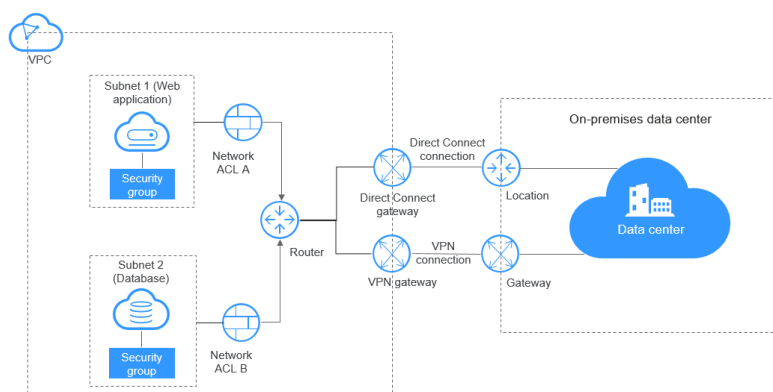 VPC
Subnet 1 (Web
application)
Security
group
Network
ACL A
Router
Subnet 2
(Database)
Security
group
Network
ACL B
Direct Connect
connection
Direct Connect
gateway
VPN
connection
VPN gateway
On-premises data center
Location
Data center
Gateway